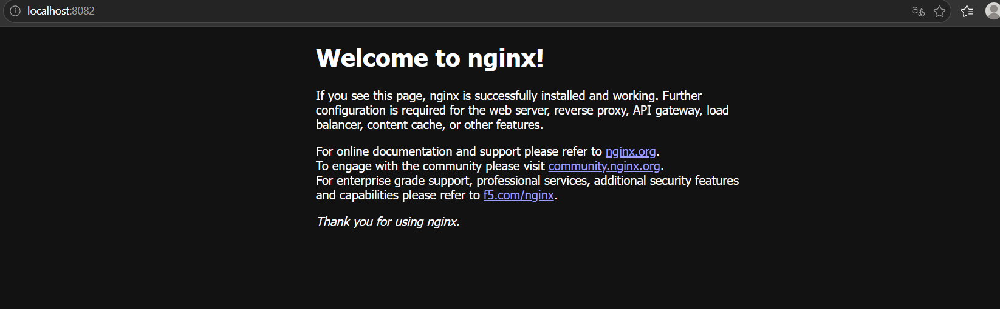 localhost:8082
Welcome to nginx!
If you see this page, nginx is successfully installed and working. Further
configuration is required for the web server, reverse proxy, API gateway, load
balancer, content cache, or other features.
For online documentation and support please refer to nginx.org.
To engage with the community please visit community.nginx.org.
For enterprise grade support, professional services, additional security features
and capabilities please refer to f5.com/nginx.
Thank you for using nginx.